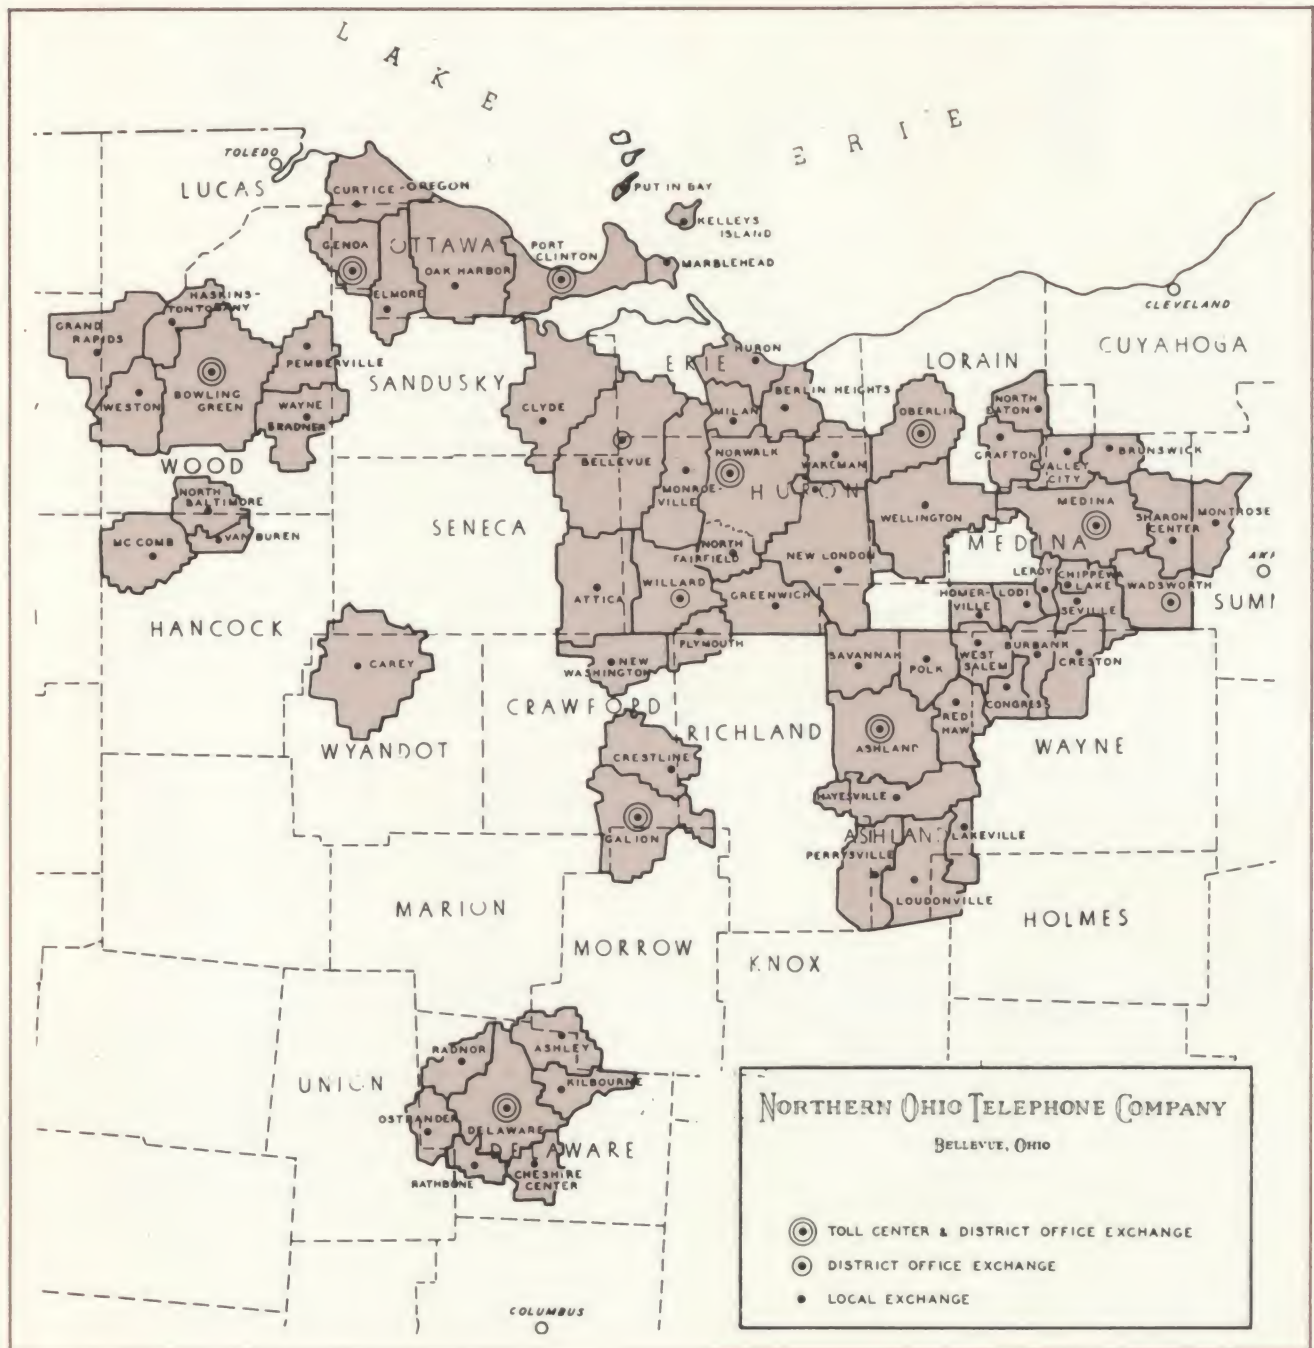 LAKE
ERIE
TOLEDO
LUCAS
CURTICE-OREGON
PUT IN BAY
KELLEYS
ISLAND
GENOA
OTTAWA
PORT
CLINTON
OAK HARBOR
MARBLEHEAD
ELMORE
CLEVELAND
HASKINS-
TONTOGANY
GRAND
RAPIDS
PEMBERVILLE
BOWLING
GREEN
WESTON
WAYNE
BRADNER
WOOD
SANDUSKY
CLYDE
ERIE
HURON
BERLIN HEIGHTS
MILAN
LORAIN
CUYAHOGA
OBERLIN
NORTH
EATON
GRAFTON
VALLEY
CITY
BRUNSWICK
BELLEVUE
NORWALK
WAKEMAN
MONROE-
VILLE
HURON
WELLINGTON
MEDINA
MEDINA
SHARON
CENTER
MONTROSE
NORTH
BALTIMORE
VAN BUREN
MC COMB
SENECA
NORTH
FAIRFIELD
NEW LONDON
AKR
SUMM
ATTICA
WILLARD
GREENWICH
LEROY
CHIPPEWA
LAKE
WADSWORTH
HOMER-
VILLE
LODI
SEVILLE
HANCOCK
CAREY
PLYMOUTH
NEW
WASHINGTON
SAVANNAH
POLK
WEST
SALEM
BURBANK
CRESTON
CONGRESS
CRAWFORD
RICHLAND
RED
HAW
WAYNE
WYANDOT
CRESTLINE
ASHLAND
HAYESVILLE
GALION
ASHLAND
LAKEVILLE
PERRYSVILLE
LOUDONVILLE
MARION
HOLMES
MORROW
KNOX
RADNOR
ASHLEY
UNION
KILBOURNE
OSTRANDER
DELAWARE
DELAWARE
RATHBONE
CHESHIRE
CENTER
COLUMBUS
NORTHERN OHIO TELEPHONE COMPANY
BELLEVUE, OHIO
TOLL CENTER & DISTRICT OFFICE EXCHANGE
DISTRICT OFFICE EXCHANGE
LOCAL EXCHANGE